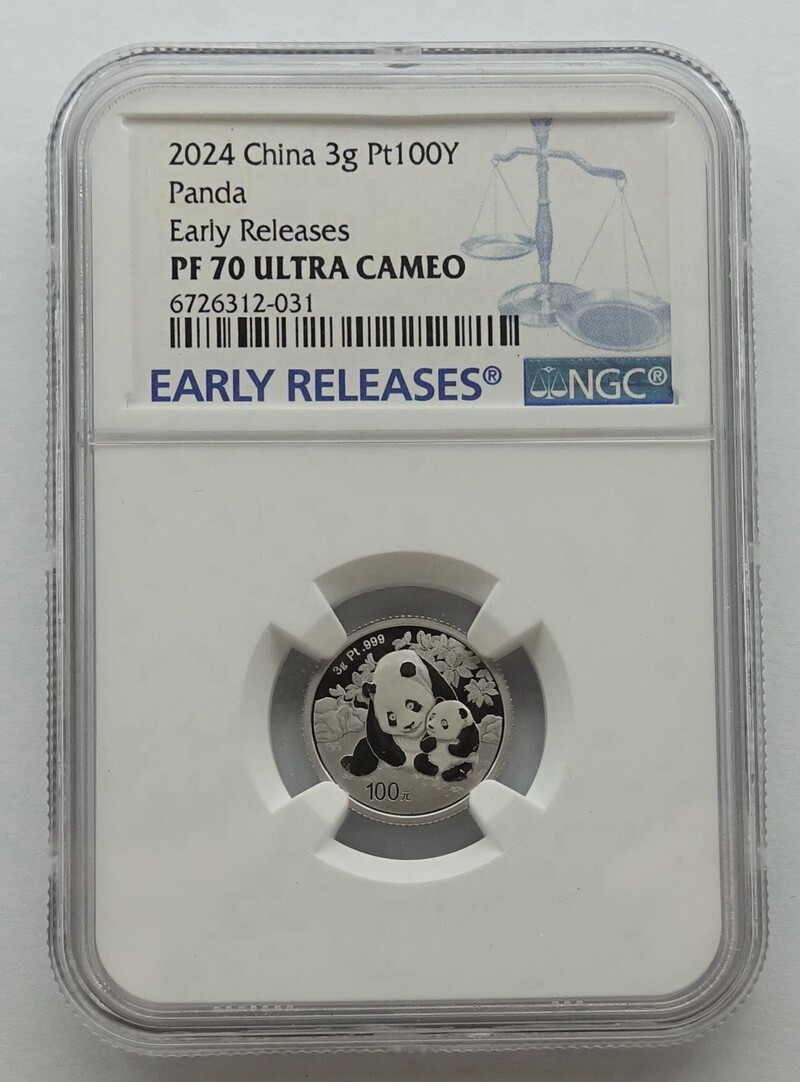 2024 China 3g Pt100Y
Panda
Early Releases
PF 70 ULTRA CAMEO
6726312-031
EARLY RELEASES®
NGC®
3g Pt .999
100元